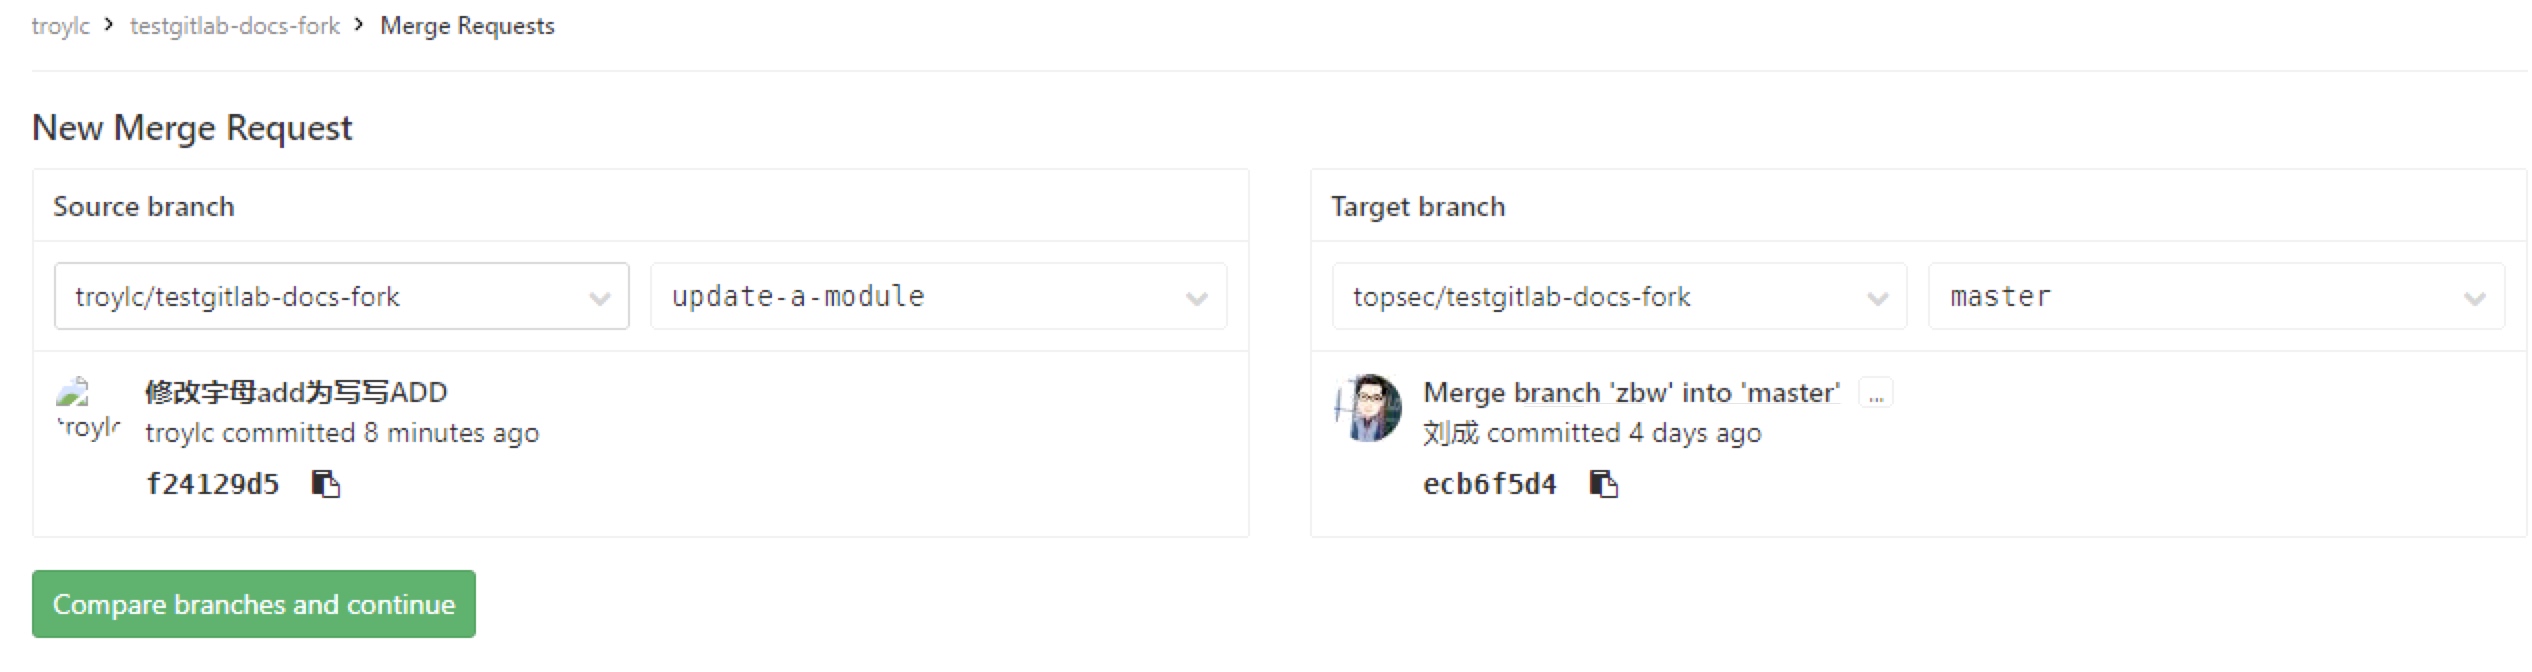 troylc > testgitlab-docs-fork > Merge Requests
New Merge Request
Source branch
troylc/testgitlab-docs-fork
update-a-module
修改字母add为写写ADD
troylc committed 8 minutes ago
f24129d5
Target branch
topsec/testgitlab-docs-fork
master
Merge branch 'zbw' into 'master' ...
刘成 committed 4 days ago
ecb6f5d4
Compare branches and continue